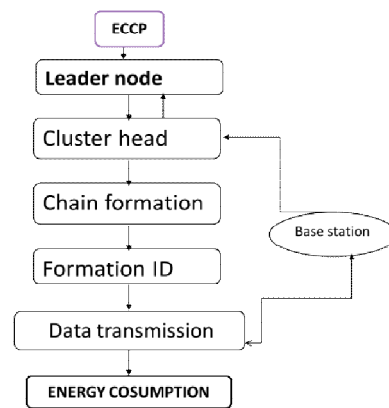 ECCP
Leader node
Cluster head
Chain formation
Base station
Formation ID
Data transmission
ENERGY COSUMPTION